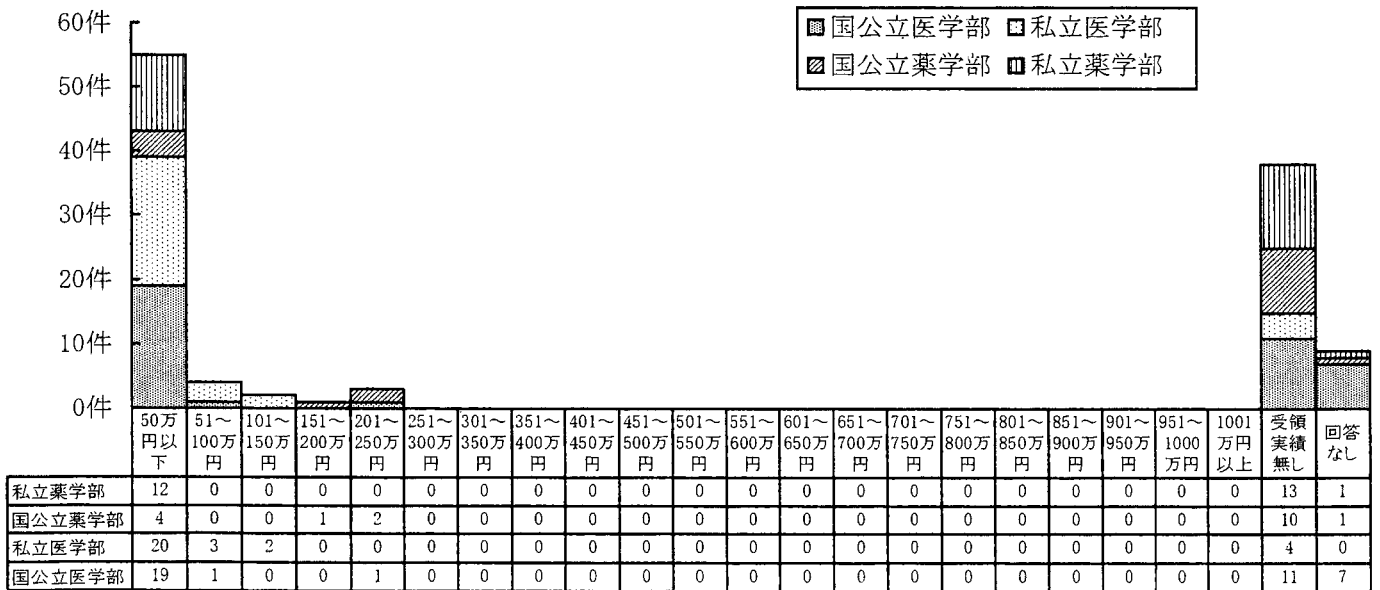 60件
50件
40件
30件
20件
10件
0件
国公立医学部 私立医学部
国公立薬学部 私立薬学部
50万円以下 51～100万円 101～150万円 151～200万円 201～250万円 251～300万円 301～350万円 351～400万円 401～450万円 451～500万円 501～550万円 551～600万円 601～650万円 651～700万円 701～750万円 751～800万円 801～850万円 851～900万円 901～950万円 951～1000万円 1001万円以上 受領実績無し 回答なし
私立薬学部 12 0 0 0 0 0 0 0 0 0 0 0 0 0 0 0 0 0 0 0 0 13 1
国公立薬学部 4 0 0 1 2 0 0 0 0 0 0 0 0 0 0 0 0 0 0 0 0 10 1
私立医学部 20 3 2 0 0 0 0 0 0 0 0 0 0 0 0 0 0 0 0 0 0 4 0
国公立医学部 19 1 0 0 1 0 0 0 0 0 0 0 0 0 0 0 0 0 0 0 0 11 7